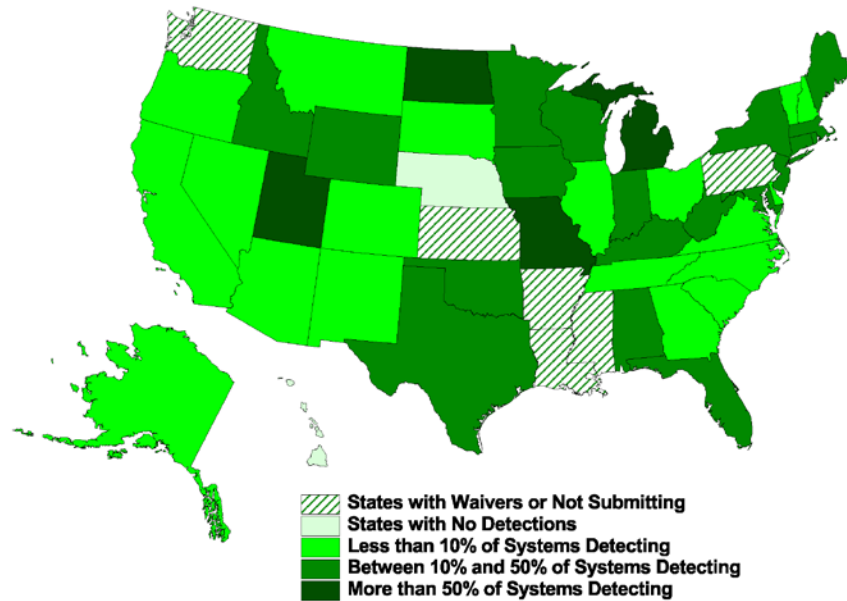 States with Waivers or Not Submitting
States with No Detections
Less than 10% of Systems Detecting
Between 10% and 50% of Systems Detecting
More than 50% of Systems Detecting